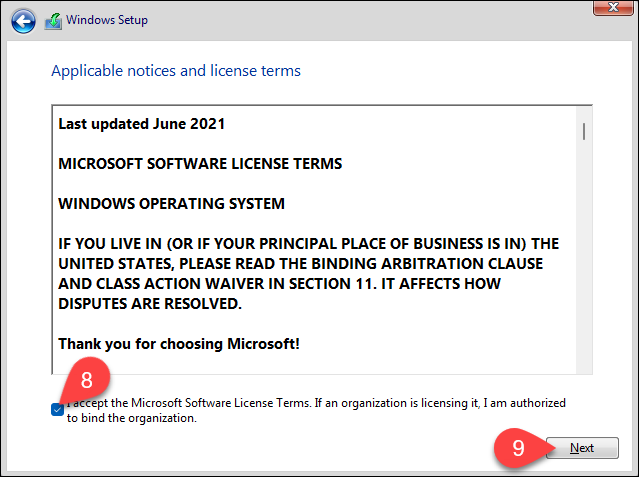 Windows Setup
Applicable notices and license terms
Last updated June 2021
MICROSOFT SOFTWARE LICENSE TERMS
WINDOWS OPERATING SYSTEM
IF YOU LIVE IN (OR IF YOUR PRINCIPAL PLACE OF BUSINESS IS IN) THE
UNITED STATES, PLEASE READ THE BINDING ARBITRATION CLAUSE
AND CLASS ACTION WAIVER IN SECTION 11. IT AFFECTS HOW
DISPUTES ARE RESOLVED.
Thank you for choosing Microsoft!
8
I accept the Microsoft Software License Terms. If an organization is licensing it, I am authorized
to bind the organization.
9
Next